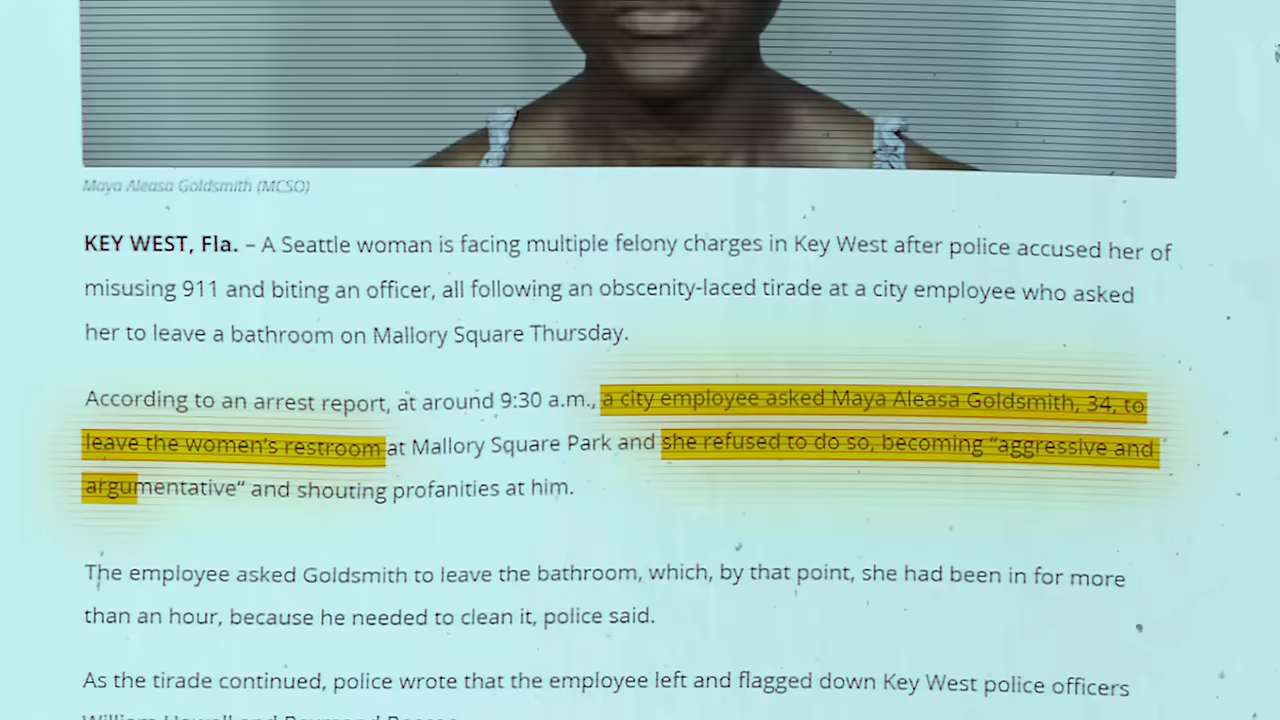 Maya Aleasa Goldsmith (MCSO)
KEY WEST, Fla. – A Seattle woman is facing multiple felony charges in Key West after police accused her of
misusing 911 and biting an officer, all following an obscenity-laced tirade at a city employee who asked
her to leave a bathroom on Mallory Square Thursday.
According to an arrest report, at around 9:30 a.m., a city employee asked Maya Aleasa Goldsmith, 34, to
leave the women’s restroom at Mallory Square Park and she refused to do so, becoming “aggressive and
argumentative” and shouting profanities at him.
The employee asked Goldsmith to leave the bathroom, which, by that point, she had been in for more
than an hour, because he needed to clean it, police said.
As the tirade continued, police wrote that the employee left and flagged down Key West police officers